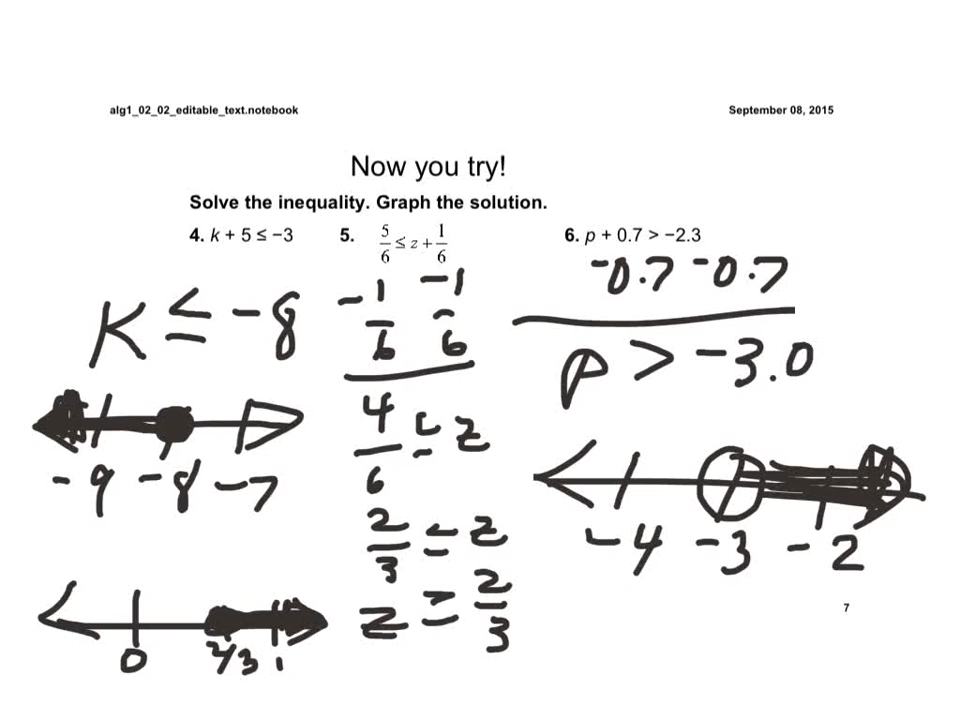 alg1_02_02_editable_text.notebook September 08, 2015
Now you try!
Solve the inequality. Graph the solution.
4. k + 5 ≤ −3 5. 5/6 ≤ z + 1/6 6. p + 0.7 > −2.3
-1/6 -1/6
-0.7 -0.7
K ≤ -8
p > -3.0
4/6 ≤ z
-9 -8 -7
2/3 ≤ z
-4 -3 -2
z ≥ 2/3
0 2/3 1
7